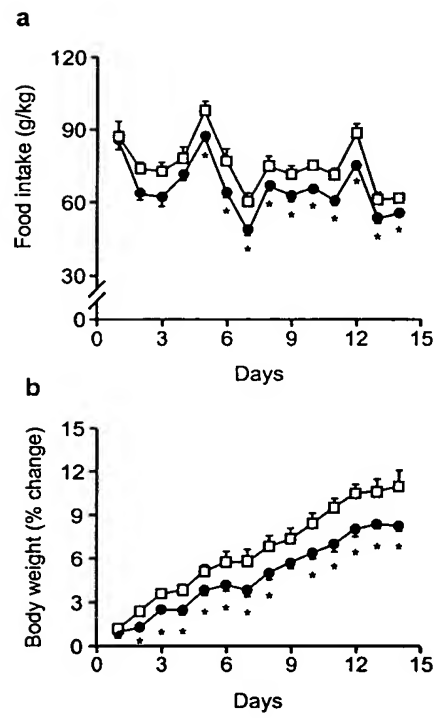 a
120
90
60
30
0
Food intake (g/kg)
0 3 6 9 12 15
Days
* * * * * * * * * *
b
15
12
9
6
3
0
Body weight (% change)
* * * * * * * * * * * *
0 3 6 9 12 15
Days